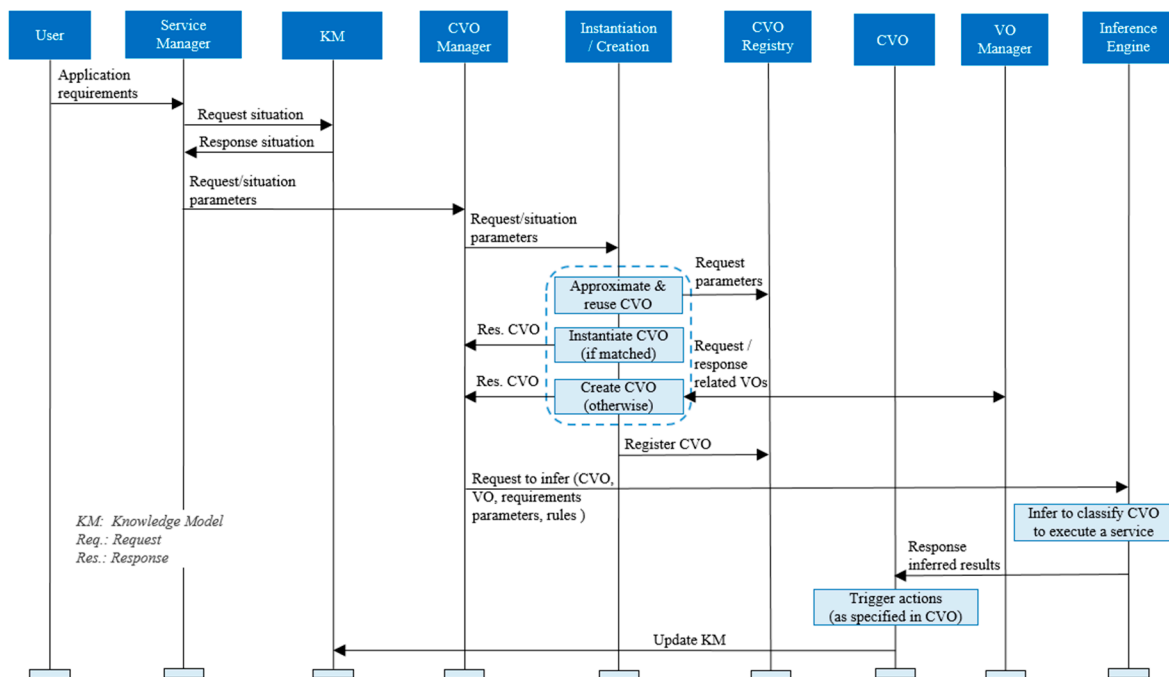 User
Service
Manager
KM
CVO
Manager
Instantiation
/ Creation
CVO
Registry
CVO
VO
Manager
Inference
Engine
Application
requirements
Request situation
Response situation
Request/situation
parameters
Request/situation
parameters
Request
parameters
Approximate &
reuse CVO
Res. CVO
Instantiate CVO
(if matched)
Request /
response
related VOs
Res. CVO
Create CVO
(otherwise)
Register CVO
Request to infer (CVO,
VO, requirements
parameters, rules )
KM: Knowledge Model
Req.: Request
Res.: Response
Infer to classify CVO
to execute a service
Response
inferred results
Trigger actions
(as specified in CVO)
Update KM